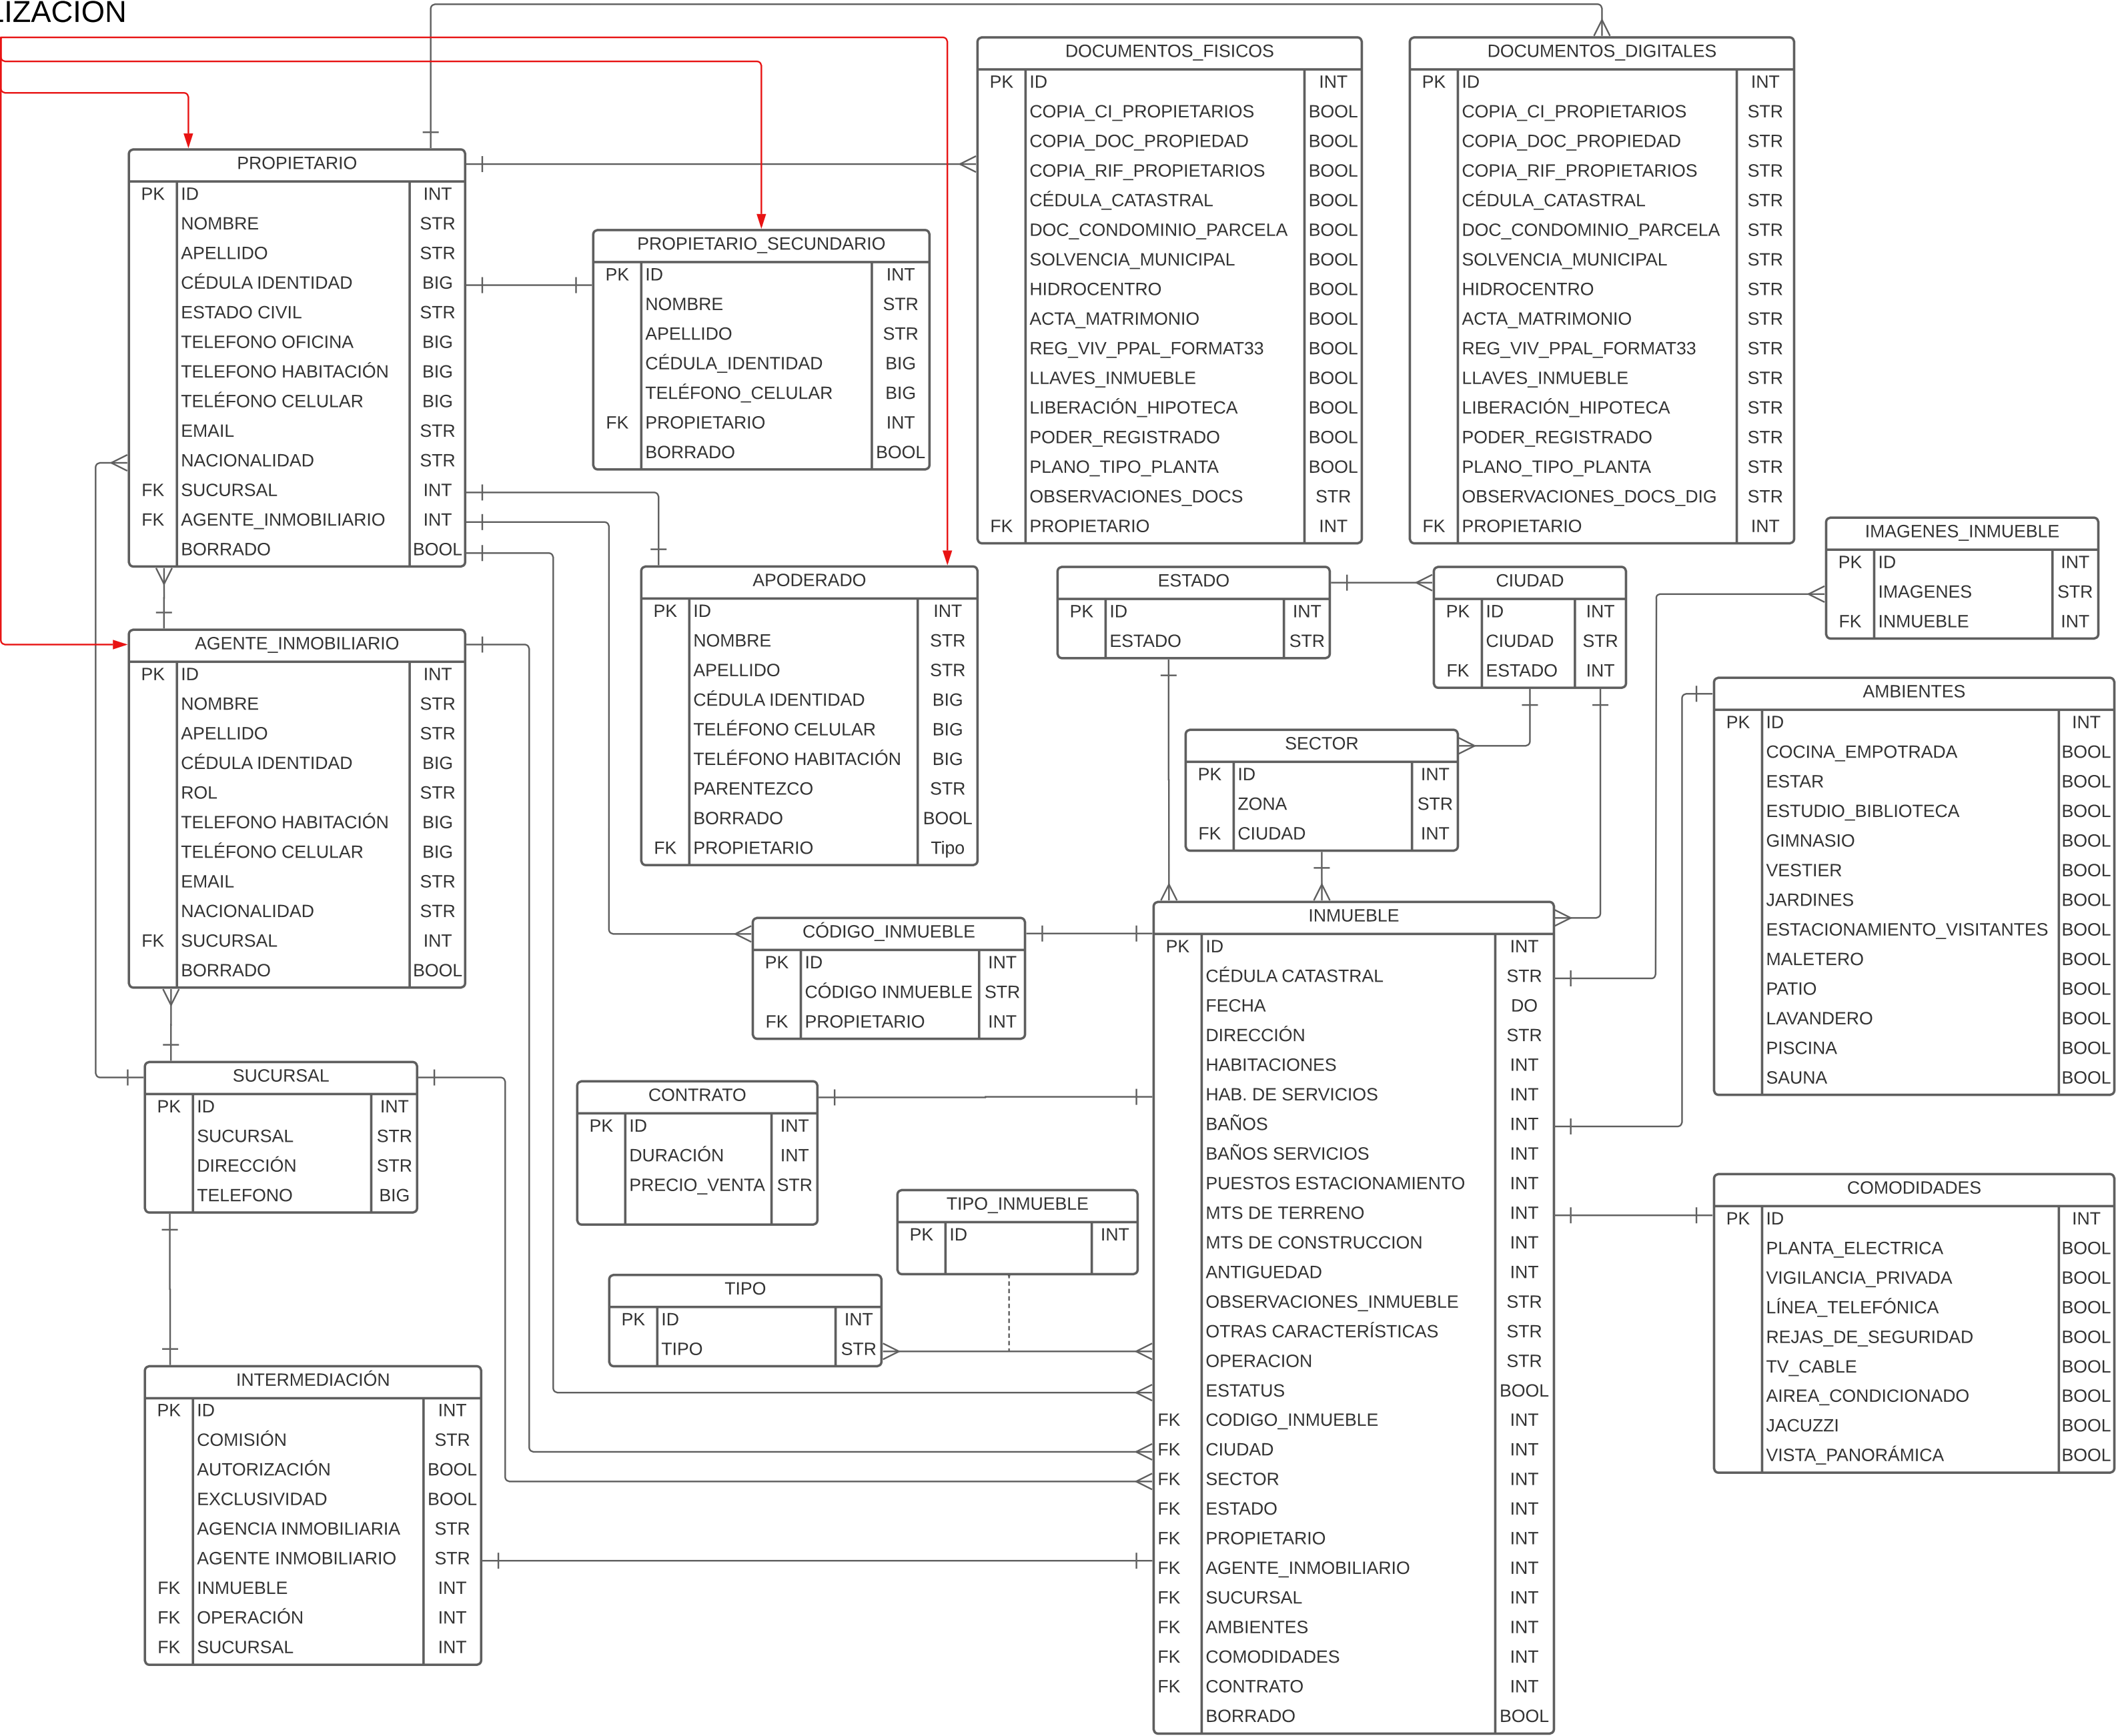 LIZACIÓN
PROPIETARIO
PK ID INT
NOMBRE STR
APELLIDO STR
CÉDULA IDENTIDAD BIG
ESTADO CIVIL STR
TELEFONO OFICINA BIG
TELEFONO HABITACIÓN BIG
TELÉFONO CELULAR BIG
EMAIL STR
NACIONALIDAD STR
FK SUCURSAL INT
FK AGENTE_INMOBILIARIO INT
BORRADO BOOL
PROPIETARIO_SECUNDARIO
PK ID INT
NOMBRE STR
APELLIDO STR
CÉDULA_IDENTIDAD BIG
TELÉFONO_CELULAR BIG
FK PROPIETARIO INT
BORRADO BOOL
DOCUMENTOS_FISICOS
PK ID INT
COPIA_CI_PROPIETARIOS BOOL
COPIA_DOC_PROPIEDAD BOOL
COPIA_RIF_PROPIETARIOS BOOL
CÉDULA_CATASTRAL BOOL
DOC_CONDOMINIO_PARCELA BOOL
SOLVENCIA_MUNICIPAL BOOL
HIDROCENTRO BOOL
ACTA_MATRIMONIO BOOL
REG_VIV_PPAL_FORMAT33 BOOL
LLAVES_INMUEBLE BOOL
LIBERACIÓN_HIPOTECA BOOL
PODER_REGISTRADO BOOL
PLANO_TIPO_PLANTA BOOL
OBSERVACIONES_DOCS STR
FK PROPIETARIO INT
DOCUMENTOS_DIGITALES
PK ID INT
COPIA_CI_PROPIETARIOS STR
COPIA_DOC_PROPIEDAD STR
COPIA_RIF_PROPIETARIOS STR
CÉDULA_CATASTRAL STR
DOC_CONDOMINIO_PARCELA STR
SOLVENCIA_MUNICIPAL STR
HIDROCENTRO STR
ACTA_MATRIMONIO STR
REG_VIV_PPAL_FORMAT33 STR
LLAVES_INMUEBLE STR
LIBERACIÓN_HIPOTECA STR
PODER_REGISTRADO STR
PLANO_TIPO_PLANTA STR
OBSERVACIONES_DOCS_DIG STR
FK PROPIETARIO INT
IMAGENES_INMUEBLE
PK ID INT
IMAGENES STR
FK INMUEBLE INT
AGENTE_INMOBILIARIO
PK ID INT
NOMBRE STR
APELLIDO STR
CÉDULA IDENTIDAD BIG
ROL STR
TELEFONO HABITACIÓN BIG
TELÉFONO CELULAR BIG
EMAIL STR
NACIONALIDAD STR
FK SUCURSAL INT
BORRADO BOOL
APODERADO
PK ID INT
NOMBRE STR
APELLIDO STR
CÉDULA IDENTIDAD BIG
TELÉFONO CELULAR BIG
TELÉFONO HABITACIÓN BIG
PARENTEZCO STR
BORRADO BOOL
FK PROPIETARIO Tipo
ESTADO
PK ID INT
ESTADO STR
CIUDAD
PK ID INT
CIUDAD STR
FK ESTADO INT
SECTOR
PK ID INT
ZONA STR
FK CIUDAD INT
AMBIENTES
PK ID INT
COCINA_EMPOTRADA BOOL
ESTAR BOOL
ESTUDIO_BIBLIOTECA BOOL
GIMNASIO BOOL
VESTIER BOOL
JARDINES BOOL
ESTACIONAMIENTO_VISITANTES BOOL
MALETERO BOOL
PATIO BOOL
LAVANDERO BOOL
PISCINA BOOL
SAUNA BOOL
CÓDIGO_INMUEBLE
PK ID INT
CÓDIGO INMUEBLE STR
FK PROPIETARIO INT
INMUEBLE
PK ID INT
CÉDULA CATASTRAL STR
FECHA DO
DIRECCIÓN STR
HABITACIONES INT
HAB. DE SERVICIOS INT
BAÑOS INT
BAÑOS SERVICIOS INT
PUESTOS ESTACIONAMIENTO INT
MTS DE TERRENO INT
MTS DE CONSTRUCCION INT
ANTIGUEDAD INT
OBSERVACIONES_INMUEBLE STR
OTRAS CARACTERÍSTICAS STR
OPERACION STR
ESTATUS BOOL
FK CODIGO_INMUEBLE INT
FK CIUDAD INT
FK SECTOR INT
FK ESTADO INT
FK PROPIETARIO INT
FK AGENTE_INMOBILIARIO INT
FK SUCURSAL INT
FK AMBIENTES INT
FK COMODIDADES INT
FK CONTRATO INT
BORRADO BOOL
SUCURSAL
PK ID INT
SUCURSAL STR
DIRECCIÓN STR
TELEFONO BIG
CONTRATO
PK ID INT
DURACIÓN INT
PRECIO_VENTA STR
TIPO_INMUEBLE
PK ID INT
TIPO
PK ID INT
TIPO STR
COMODIDADES
PK ID INT
PLANTA_ELECTRICA BOOL
VIGILANCIA_PRIVADA BOOL
LÍNEA_TELEFÓNICA BOOL
REJAS_DE_SEGURIDAD BOOL
TV_CABLE BOOL
AIREA_CONDICIONADO BOOL
JACUZZI BOOL
VISTA_PANORÁMICA BOOL
INTERMEDIACIÓN
PK ID INT
COMISIÓN STR
AUTORIZACIÓN BOOL
EXCLUSIVIDAD BOOL
AGENCIA INMOBILIARIA STR
AGENTE INMOBILIARIO STR
FK INMUEBLE INT
FK OPERACIÓN INT
FK SUCURSAL INT